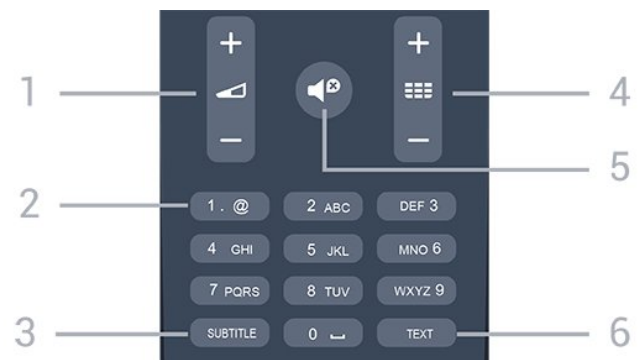 + +
1 4
- -
5
2 1 . @ 2 ABC DEF 3
4 GHI 5 JKL MNO 6
7 PQRS 8 TUV WXYZ 9
3 SUBTITLE 0 ⎵ TEXT 6